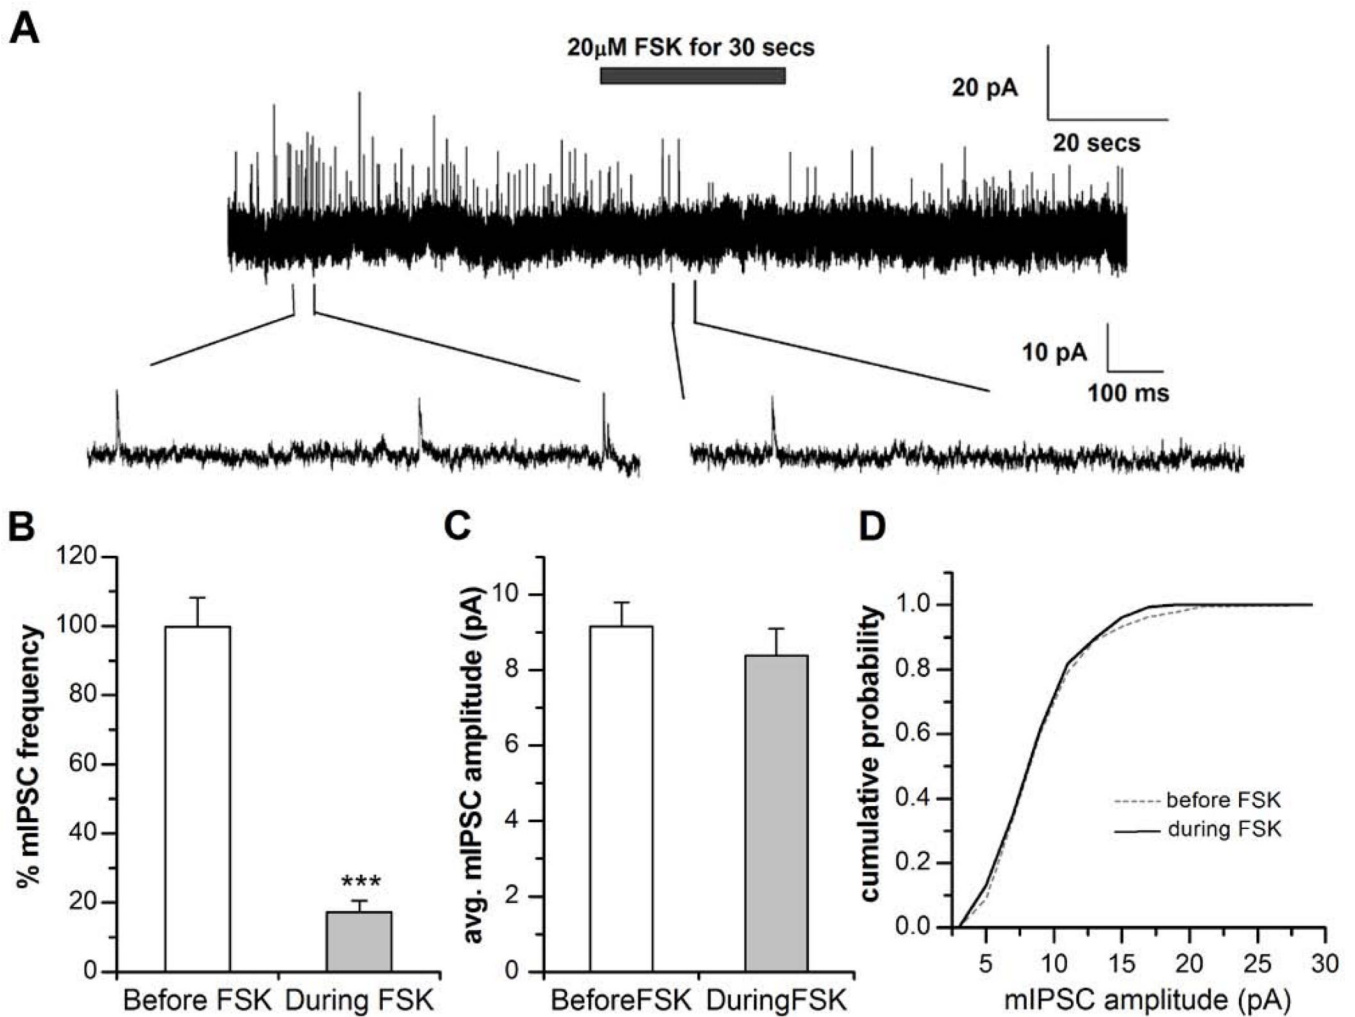 A
20μM FSK for 30 secs
20 pA
20 secs
10 pA
100 ms
B
% mIPSC frequency
120
100
80
60
40
20
0
***
Before FSK During FSK
C
avg. mIPSC amplitude (pA)
10
8
6
4
2
0
BeforeFSK DuringFSK
D
cumulative probability
1.0
0.8
0.6
0.4
0.2
0.0
before FSK
during FSK
5 10 15 20 25 30
mIPSC amplitude (pA)